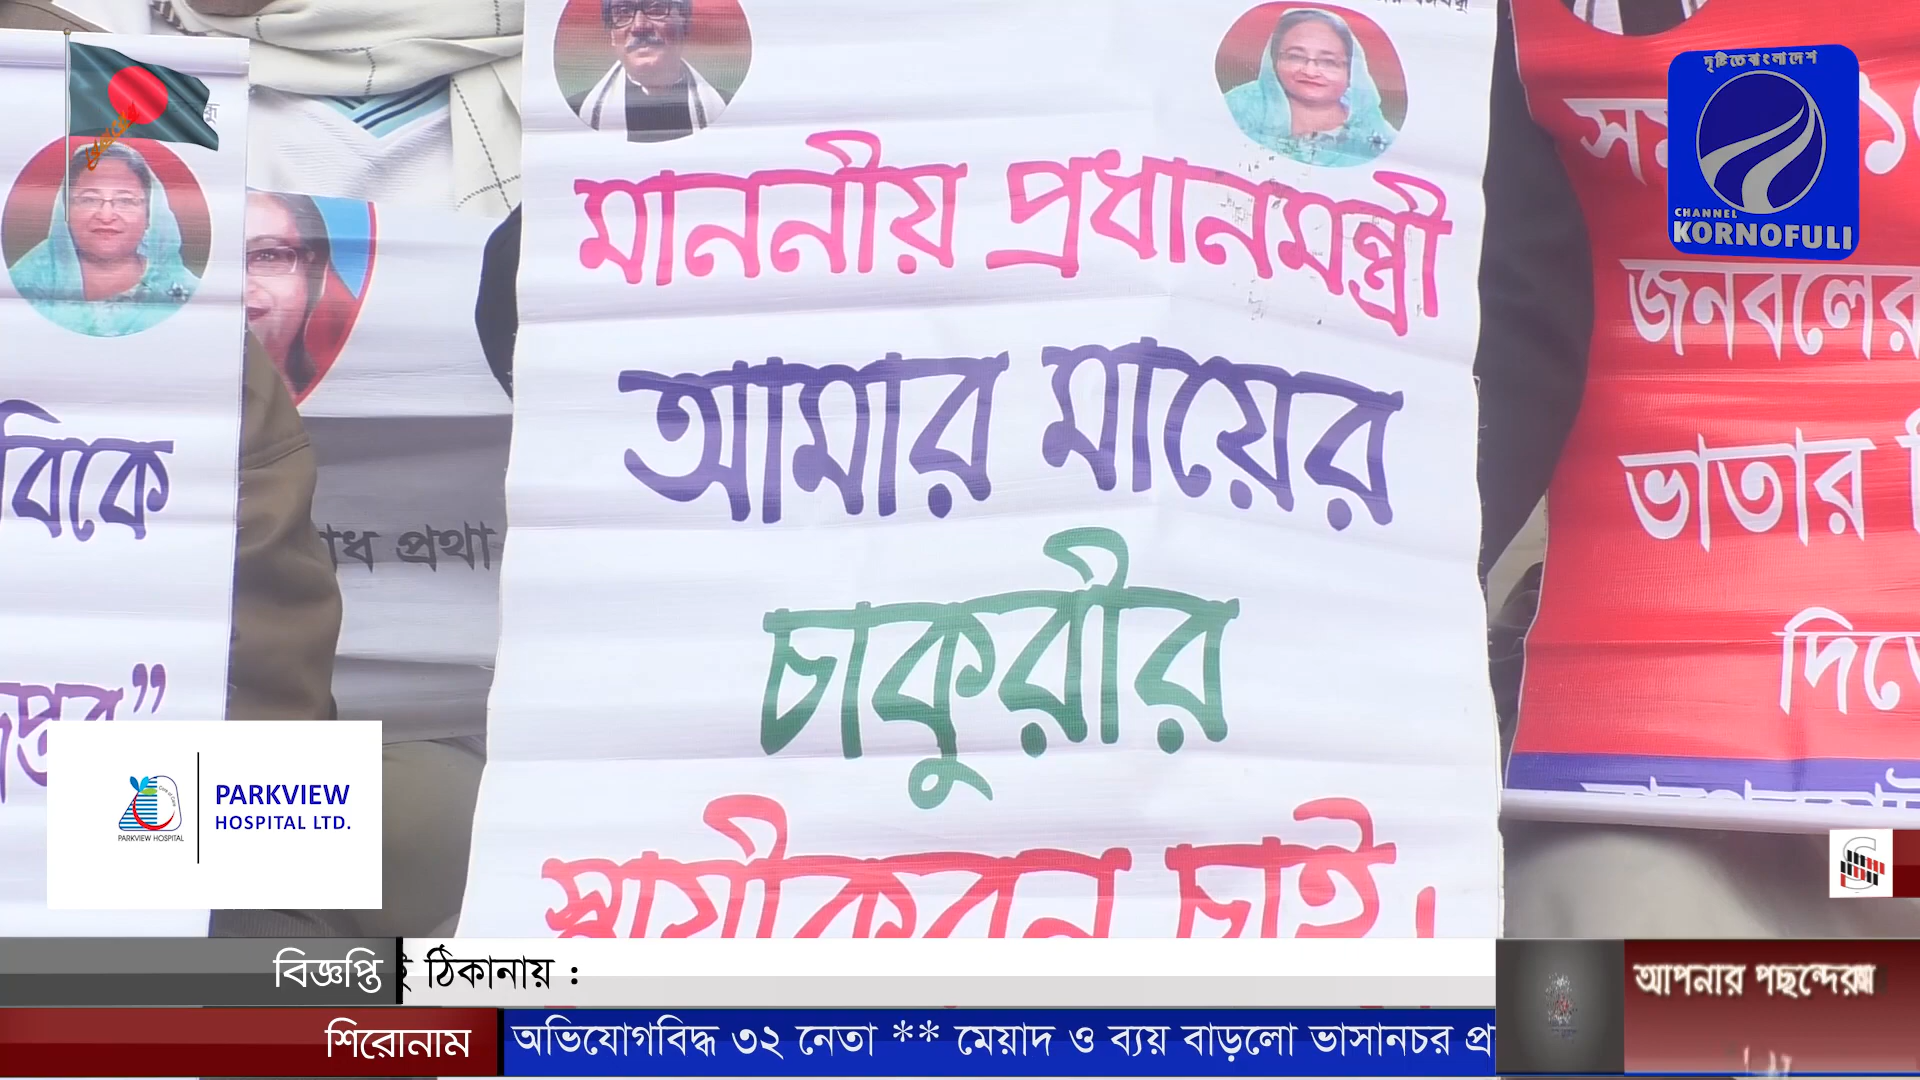 দৃষ্টিতে বাংলাদেশ
CHANNEL
KORNOFULI
মাননীয় প্রধানমন্ত্রী
আমার মায়ের
চাকুরীর
স্থায়ীকরন চাই।
বিকে
প্রথা
জনবলের
ভাতার
PARKVIEW
HOSPITAL LTD.
PARKVIEW HOSPITAL
বিজ্ঞপ্তি
ঠিকানায় :
শিরোনাম
অভিযোগবিদ্ধ ৩২ নেতা ** মেয়াদ ও ব্যয় বাড়লো ভাসানচর প্র
আপনার পছন্দের